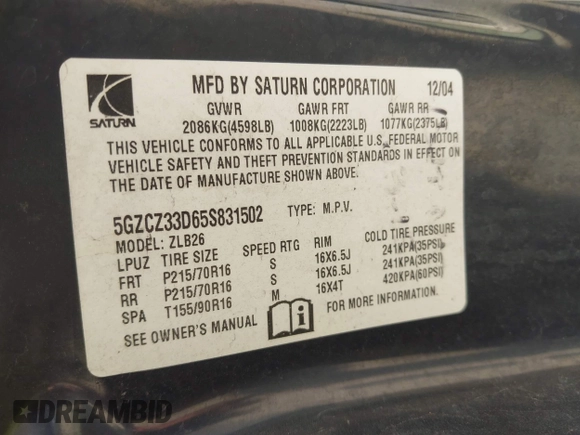 MFD BY SATURN CORPORATION 12/04
SATURN
GVWR GAWR FRT GAWR RR
2086KG(4598LB) 1008KG(2223LB) 1077KG(2375LB)
THIS VEHICLE CONFORMS TO ALL APPLICABLE U.S. FEDERAL MOTOR
VEHICLE SAFETY AND THEFT PREVENTION STANDARDS IN EFFECT ON
THE DATE OF MANUFACTURE SHOWN ABOVE.
5GZCZ33D65S831502 TYPE: M.P.V.
MODEL: ZLB26
LPUZ TIRE SIZE SPEED RTG RIM COLD TIRE PRESSURE
FRT P215/70R16 S 16X6.5J 241KPA(35PSI)
RR P215/70R16 S 16X6.5J 241KPA(35PSI)
SPA T155/90R16 M 16X4T 420KPA(60PSI)
SEE OWNER'S MANUAL FOR MORE INFORMATION.
DREAMBID